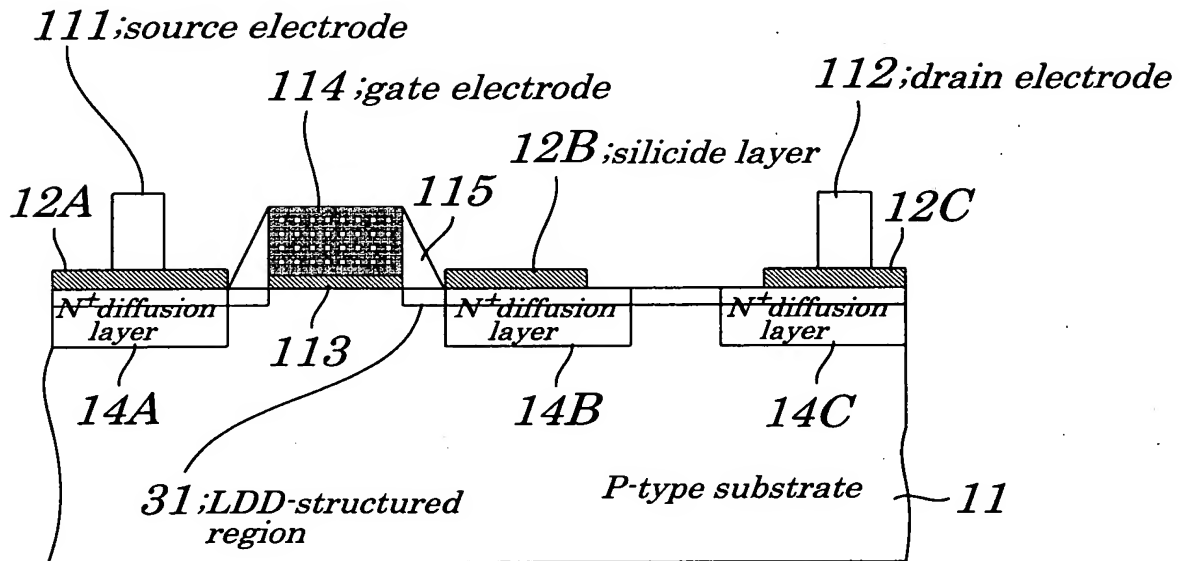 111;source electrode
114;gate electrode
112;drain electrode
12B;silicide layer
12A
115
12C
N+ diffusion layer
N+ diffusion layer
N+ diffusion layer
113
14A
14B
14C
31;LDD-structured region
P-type substrate
11